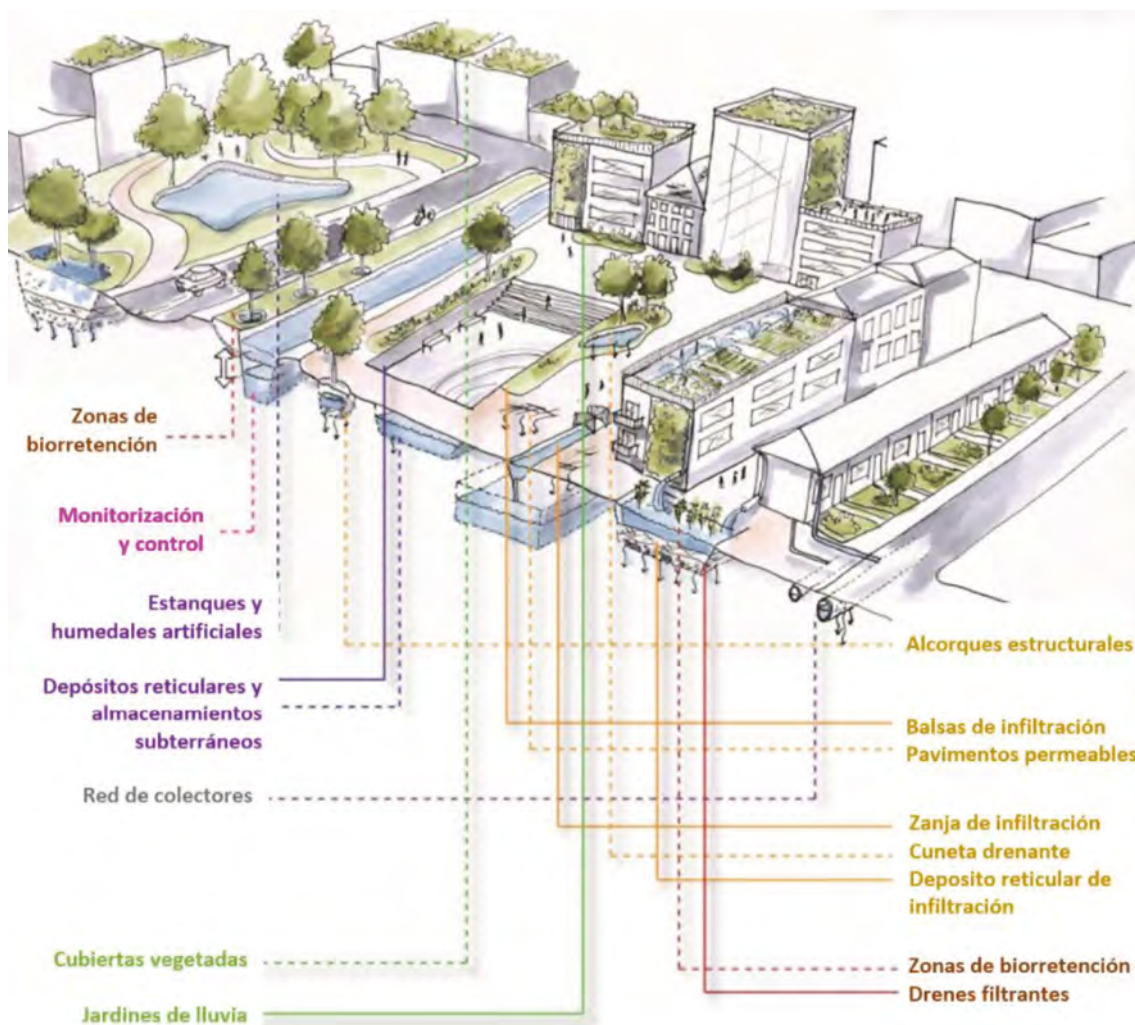 Zonas de
biorretención
Monitorización
y control
Estanques y
humedales artificiales
Depósitos reticulares y
almacenamientos
subterráneos
Red de colectores
Cubiertas vegetadas
Jardines de lluvia
Alcorques estructurales
Balsas de infiltración
Pavimentos permeables
Zanja de infiltración
Cuneta drenante
Deposito reticular de
infiltración
Zonas de biorretención
Drenes filtrantes